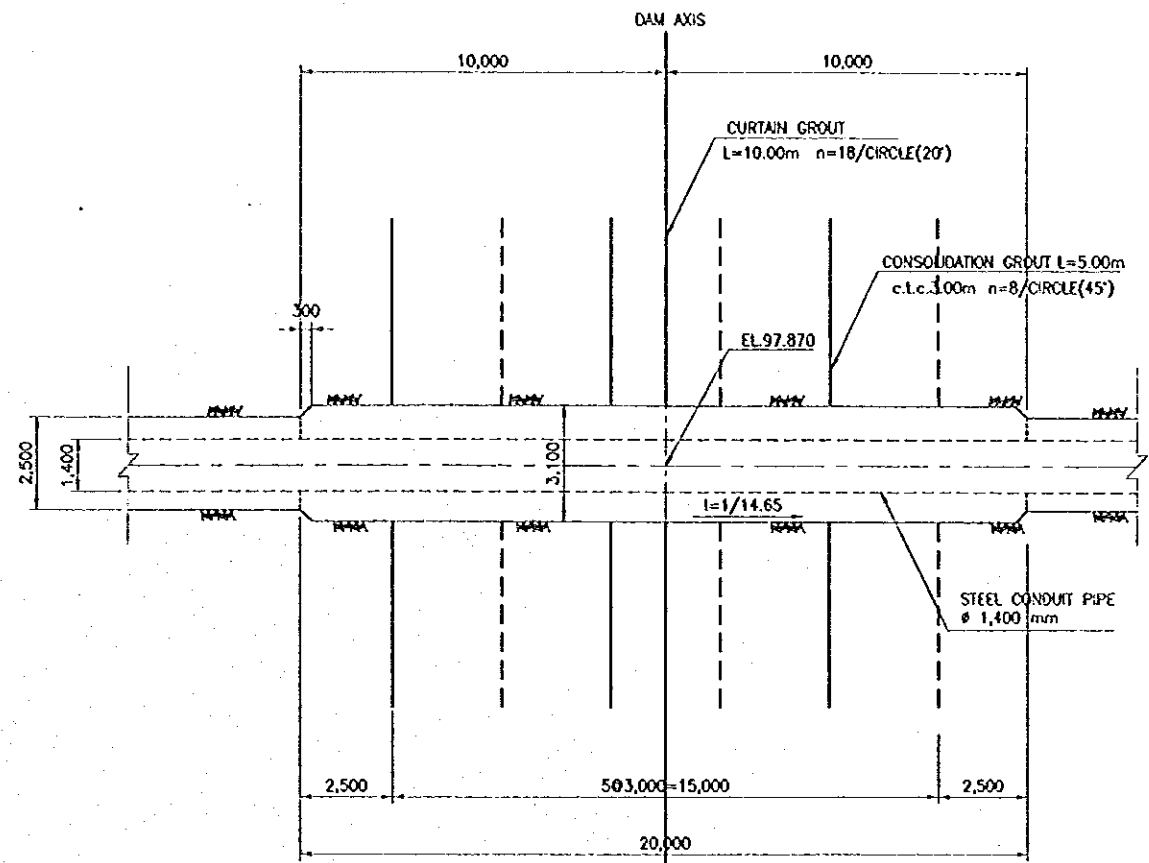 DAM AXIS
10,000
10,000
CURTAIN GROUT
L=10.00m n=18/CIRCLE(20°)
CONSOLIDATION GROUT L=5.00m
c.t.c.3.00m n=8/CIRCLE(45°)
300
EL.97.870
2,500
1,400
3,100
I=1/14.65
STEEL CONDUIT PIPE
ø 1,400 mm
2,500
5@3,000=15,000
2,500
20,000